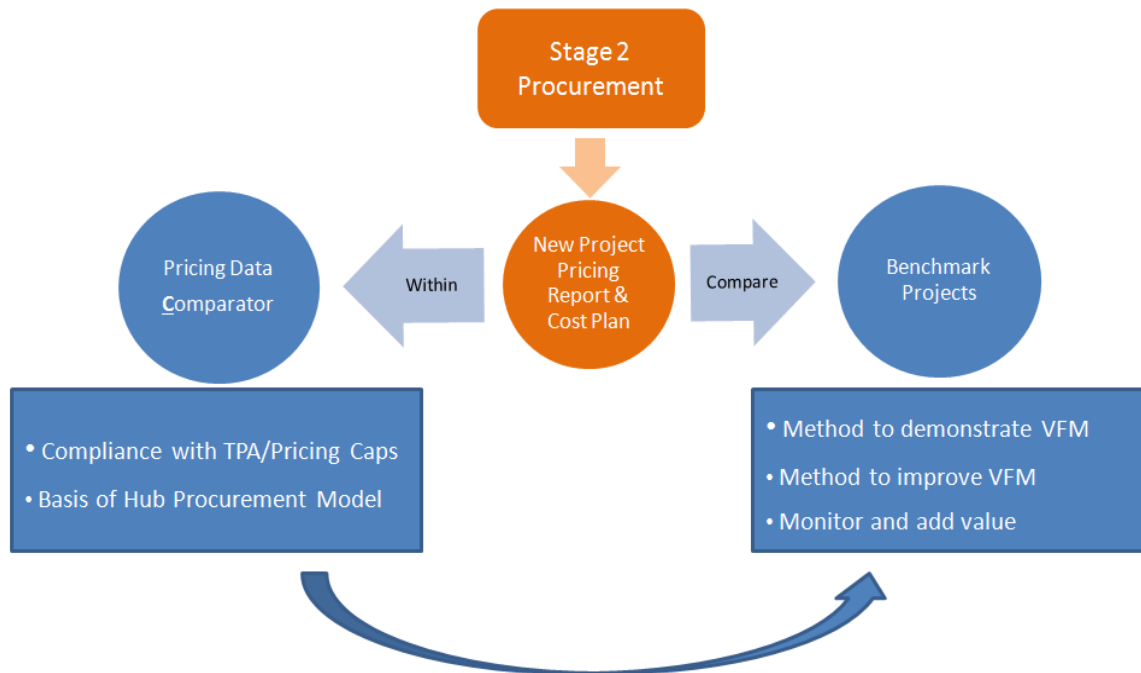 Stage 2
Procurement
Pricing Data
Comparator
Within
New Project
Pricing
Report &
Cost Plan
Compare
Benchmark
Projects
• Compliance with TPA/Pricing Caps
• Basis of Hub Procurement Model
• Method to demonstrate VFM
• Method to improve VFM
• Monitor and add value